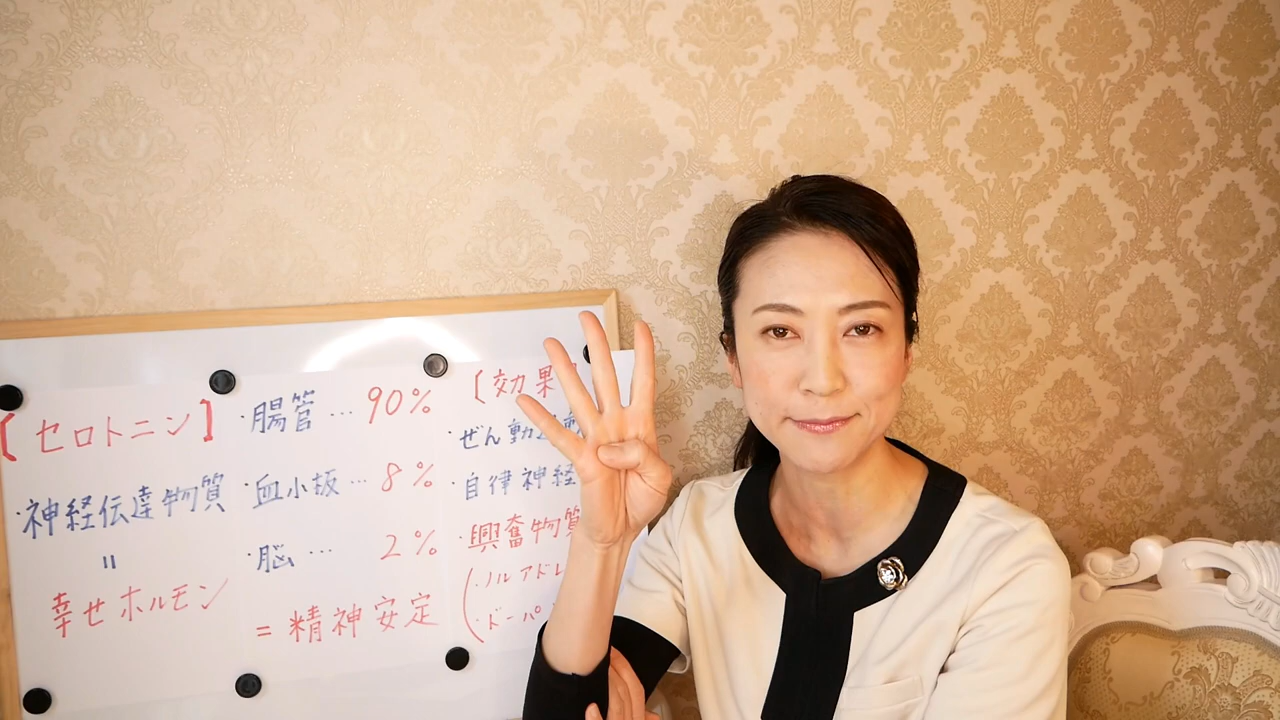 【セロトニン】
・神経伝達物質
=
幸せホルモン
・腸管…90%
・血小板…8%
・脳…2%
=精神安定
【効果
・ぜん動
・自律神経
・興奮物質
・ノルアドレ
・ドーパ